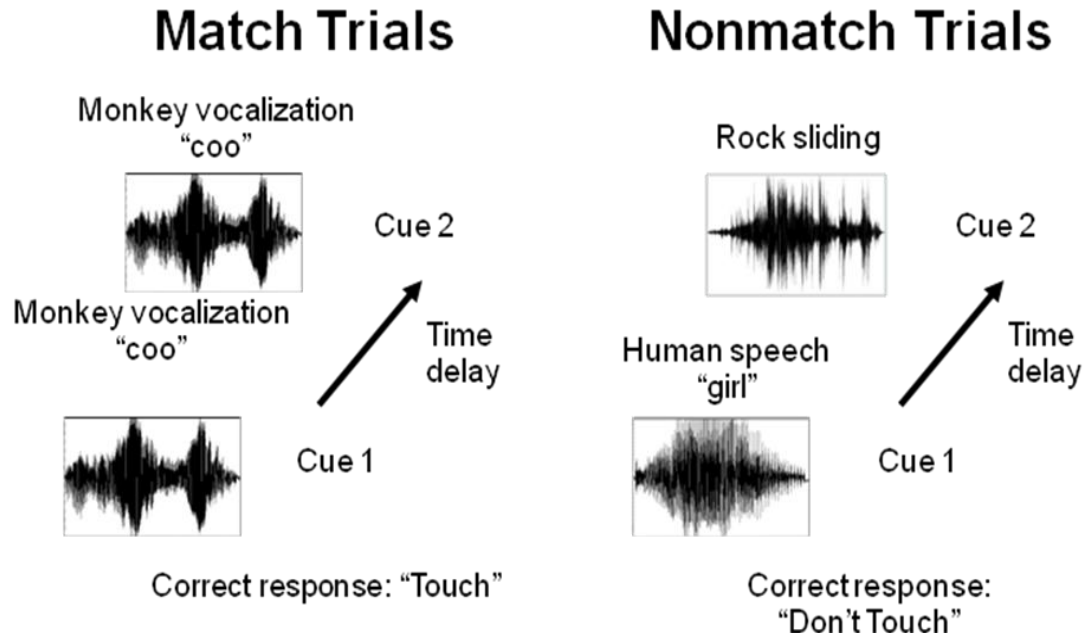 Match Trials
Monkey vocalization
“coo”
Cue 2
Monkey vocalization
“coo”
Time
delay
Cue 1
Correct response: “Touch”
Nonmatch Trials
Rock sliding
Cue 2
Time
delay
Human speech
“girl”
Cue 1
Correct response:
“Don’t Touch”